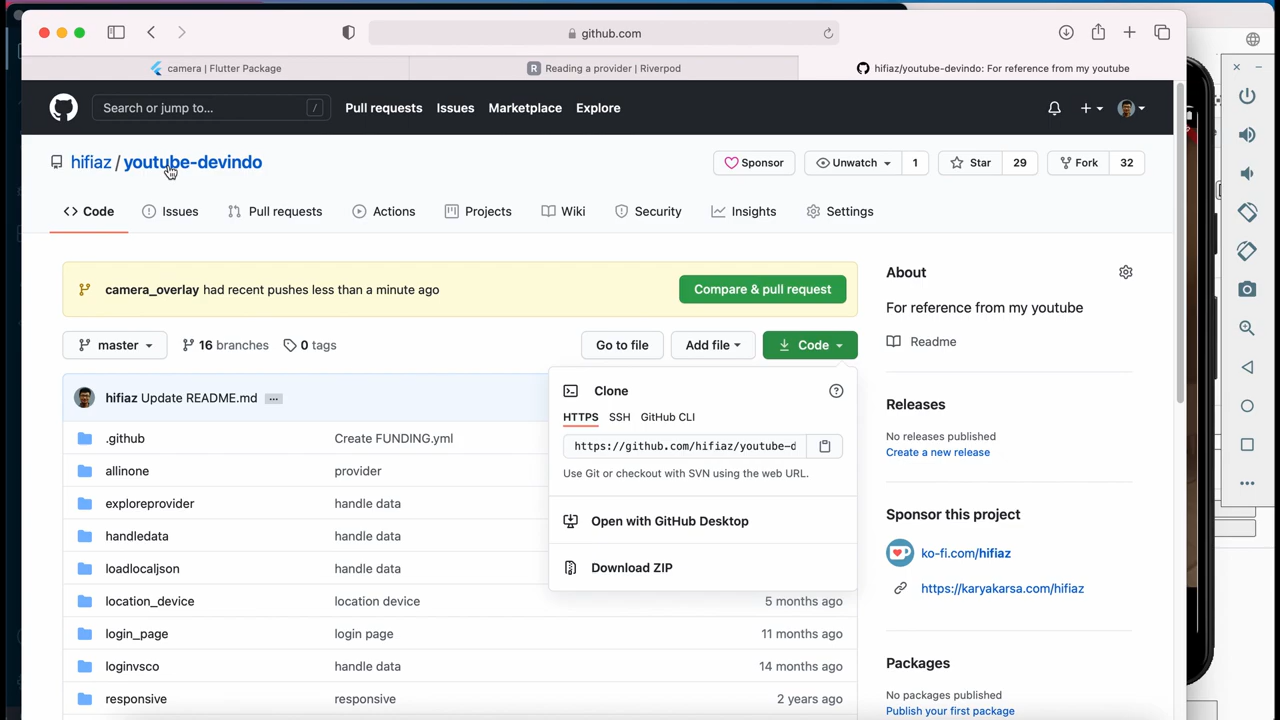 github.com
camera | Flutter Package
R Reading a provider | Riverpod
hifiaz/youtube-devindo: For reference from my youtube
Search or jump to... /
Pull requests Issues Marketplace Explore
hifiaz / youtube-devindo
Sponsor
Unwatch 1
Star 29
Fork 32
Code
Issues
Pull requests
Actions
Projects
Wiki
Security
Insights
Settings
camera_overlay had recent pushes less than a minute ago
Compare & pull request
master
16 branches
0 tags
Go to file
Add file
Code
hifiaz Update README.md ...
Clone
HTTPS SSH GitHub CLI
https://github.com/hifiaz/youtube-d
Use Git or checkout with SVN using the web URL.
Open with GitHub Desktop
Download ZIP
.github Create FUNDING.yml
allinone provider
exploreprovider handle data
handledata handle data
loadlocaljson handle data
location_device location device 5 months ago
login_page login page 11 months ago
loginvsco handle data 14 months ago
responsive responsive 2 years ago
About
For reference from my youtube
Readme
Releases
No releases published
Create a new release
Sponsor this project
ko-fi.com/hifiaz
https://karyakarsa.com/hifiaz
Packages
No packages published
Publish your first package